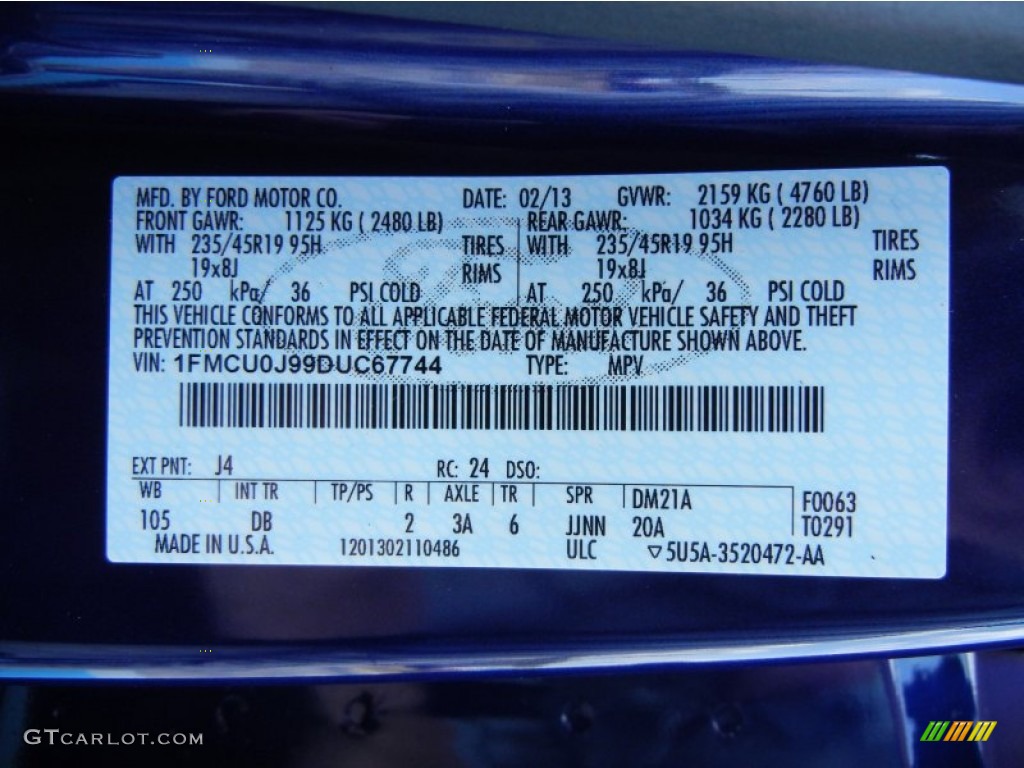 MFD. BY FORD MOTOR CO. DATE: 02/13 GVWR: 2159 KG ( 4760 LB)
FRONT GAWR: 1125 KG ( 2480 LB) REAR GAWR: 1034 KG ( 2280 LB)
WITH 235/45R19 95H TIRES WITH 235/45R19 95H TIRES
19x8J RIMS 19x8J RIMS
AT 250 kPa/ 36 PSI COLD AT 250 kPa/ 36 PSI COLD
THIS VEHICLE CONFORMS TO ALL APPLICABLE FEDERAL MOTOR VEHICLE SAFETY AND THEFT
PREVENTION STANDARDS IN EFFECT ON THE DATE OF MANUFACTURE SHOWN ABOVE.
VIN: 1FMCU0J99DUC67744 TYPE: MPV
EXT PNT: J4 RC: 24 DSO:
WB INT TR TP/PS R AXLE TR SPR DM21A F0063
105 DB 2 3A 6 JJNN 20A T0291
MADE IN U.S.A. 1201302110486 ULC ▽5U5A-3520472-AA
GTCARLOT.COM